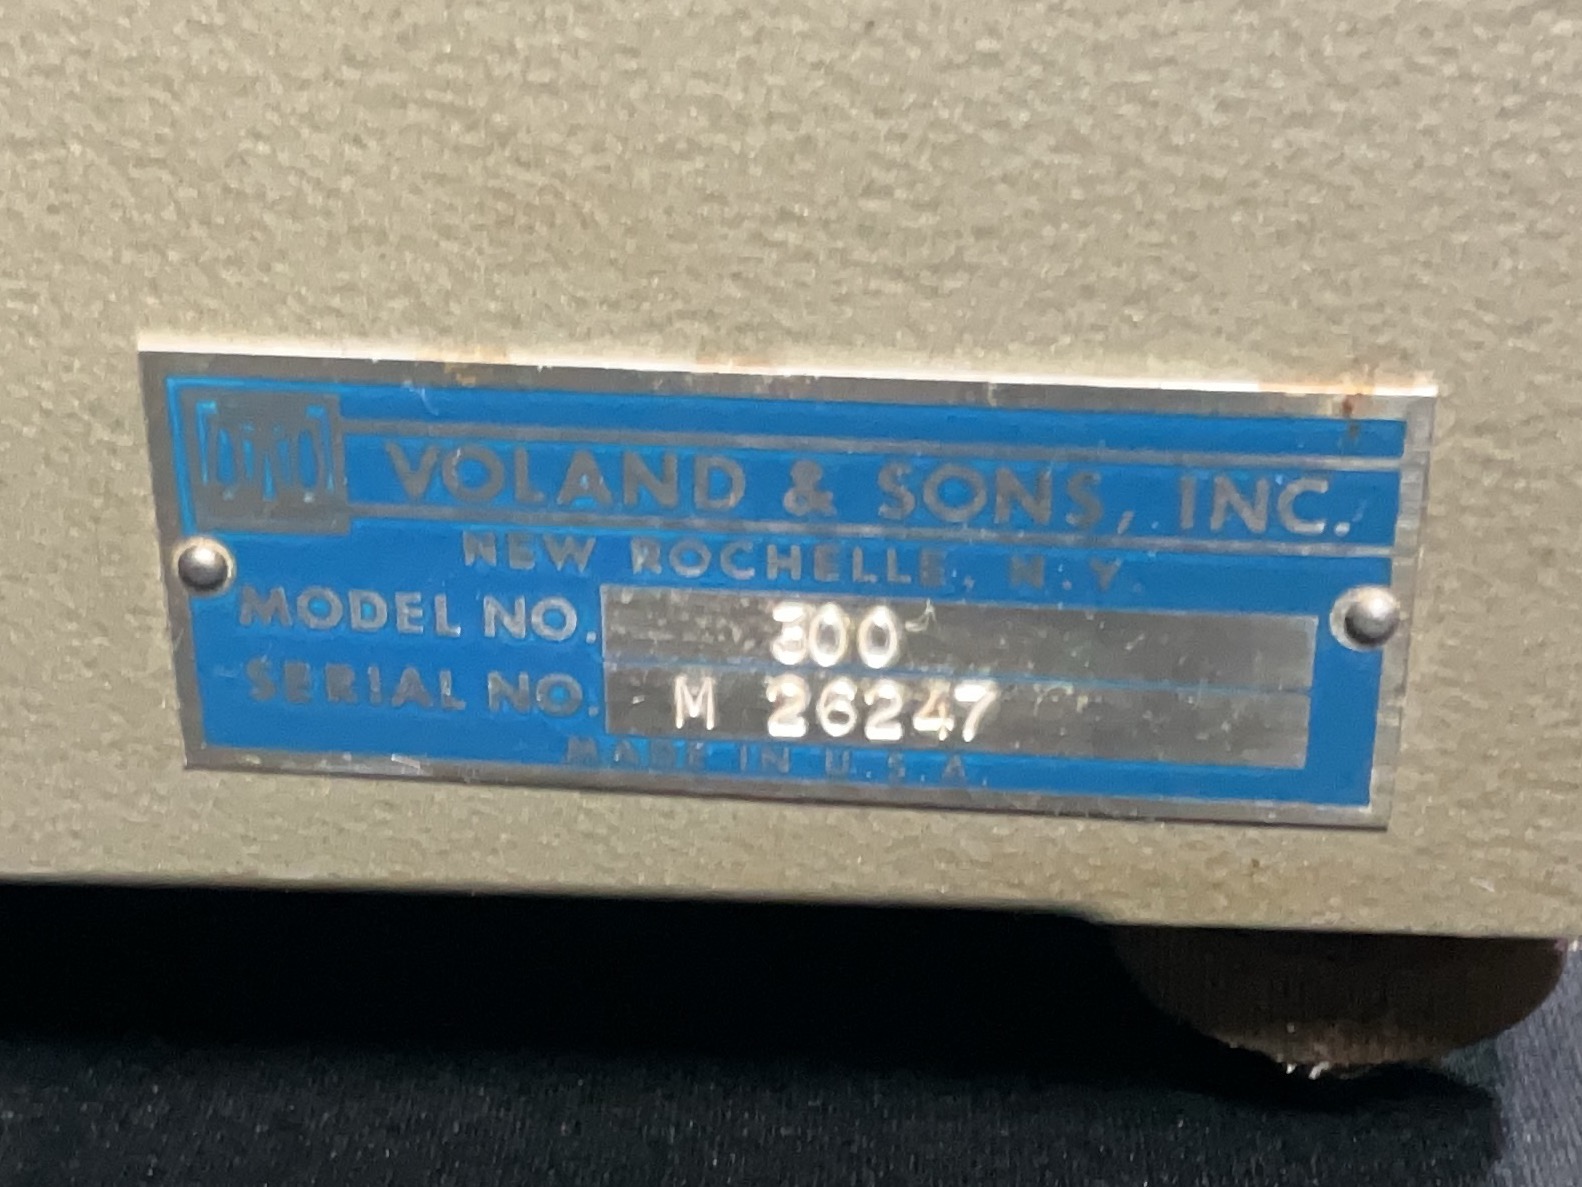 VOLAND & SONS, INC.
NEW ROCHELLE, N.Y.
MODEL NO. 300
SERIAL NO. M 26247
MADE IN U.S.A.